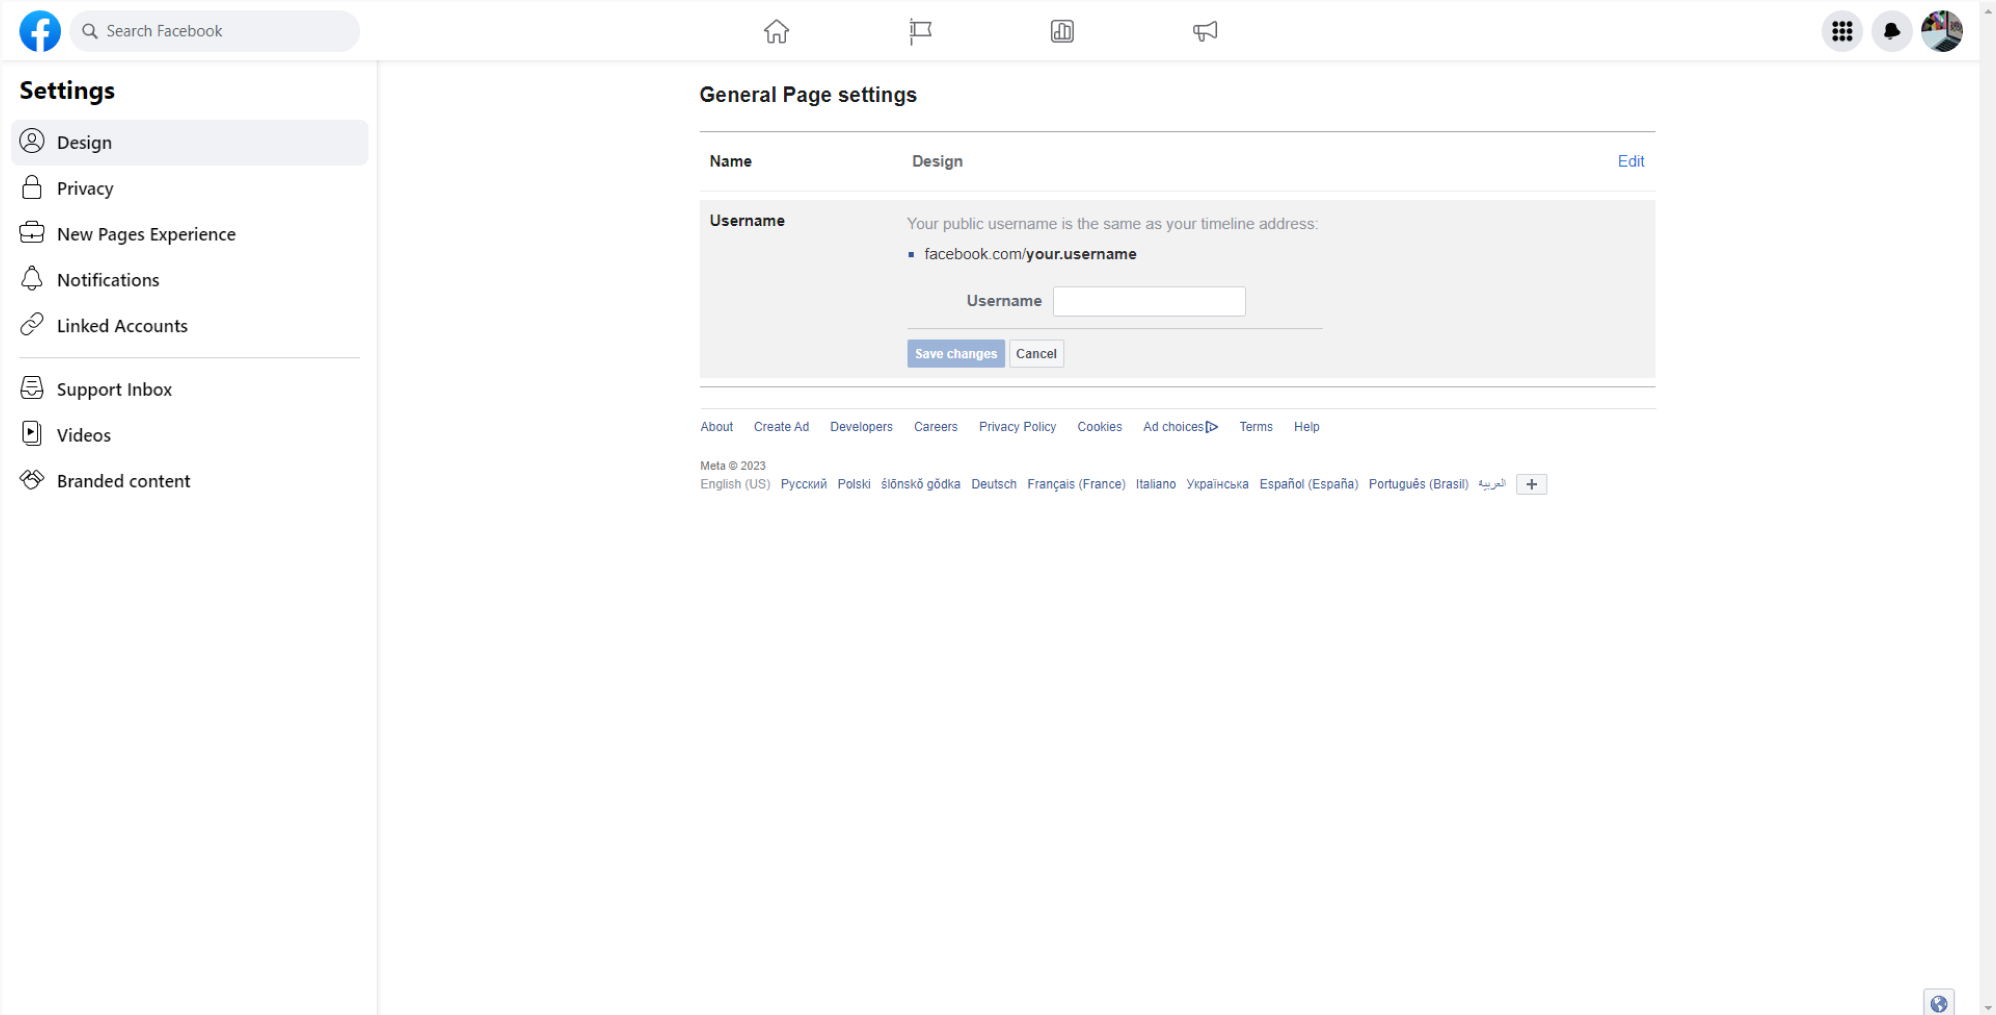 Search Facebook
Settings
Design
Privacy
New Pages Experience
Notifications
Linked Accounts
Support Inbox
Videos
Branded content
General Page settings
Name Design Edit
Username Your public username is the same as your timeline address:
facebook.com/your.username
Username
Save changes Cancel
About Create Ad Developers Careers Privacy Policy Cookies Ad choices Terms Help
Meta © 2023
English (US) Русский Polski ślōnskŏ gŏdka Deutsch Français (France) Italiano Українська Español (España) Português (Brasil) العربية